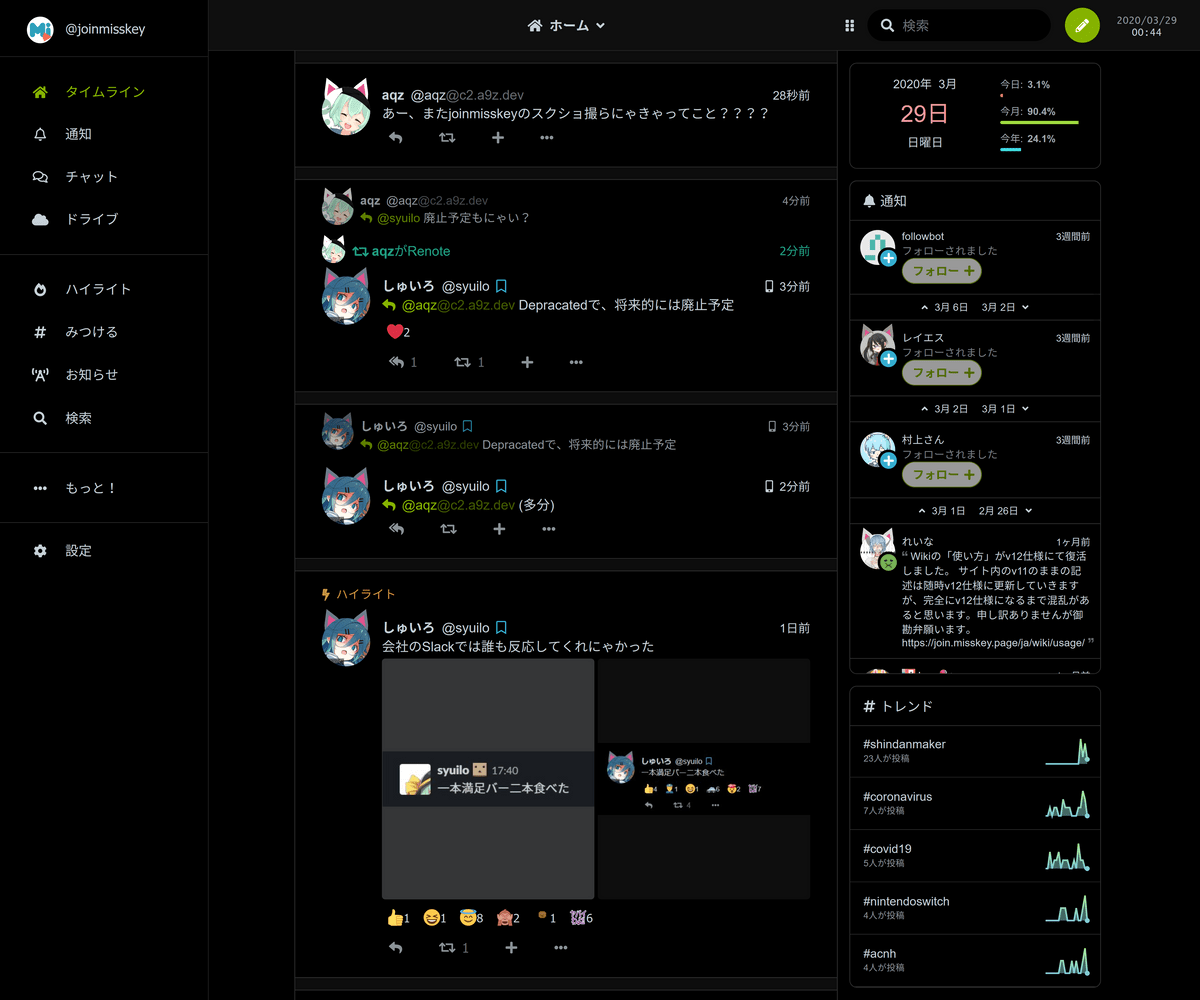 @joinmisskey
タイムライン
通知
チャット
ドライブ
ハイライト
みつける
お知らせ
検索
もっと！
設定
ホーム
検索
2020/03/29
00:44
aqz @aqz@c2.a9z.dev 28秒前
あー、またjoinmisskeyのスクショ撮らにゃきゃってこと？？？？
aqz @aqz@c2.a9z.dev 4分前
@syuilo 廃止予定もにゃい？
aqzがRenote 2分前
しゅいろ @syuilo 3分前
@aqz@c2.a9z.dev Depracatedで、将来的には廃止予定
2
1 1
しゅいろ @syuilo 3分前
@aqz@c2.a9z.dev Depracatedで、将来的には廃止予定
しゅいろ @syuilo 2分前
@aqz@c2.a9z.dev (多分)
ハイライト
しゅいろ @syuilo 1日前
会社のSlackでは誰も反応してくれにゃかった
syuilo 17:40
一本満足バー二本食べた
しゅいろ @syuilo
一本満足バー二本食べた
4 1 1 6 2 7
4
1 1 8 2 1 6
1
2020年 3月
29日
日曜日
今日: 3.1%
今月: 90.4%
今年: 24.1%
通知
followbot 3週間前
フォローされました
フォロー
3月 6日 3月 2日
レイエス 3週間前
フォローされました
フォロー
3月 2日 3月 1日
村上さん 3週間前
フォローされました
フォロー
3月 1日 2月 26日
れいな 1ヶ月前
“ Wikiの「使い方」がv12仕様にて復活
しました。 サイト内のv11のままの記
述は随時v12仕様に更新していきます
が、完全にv12仕様になるまで混乱があ
ると思います。申し訳ありませんが御
勘弁願います。
https://join.misskey.page/ja/wiki/usage/ ”
トレンド
#shindanmaker
23人が投稿
#coronavirus
7人が投稿
#covid19
5人が投稿
#nintendoswitch
4人が投稿
#acnh
4人が投稿